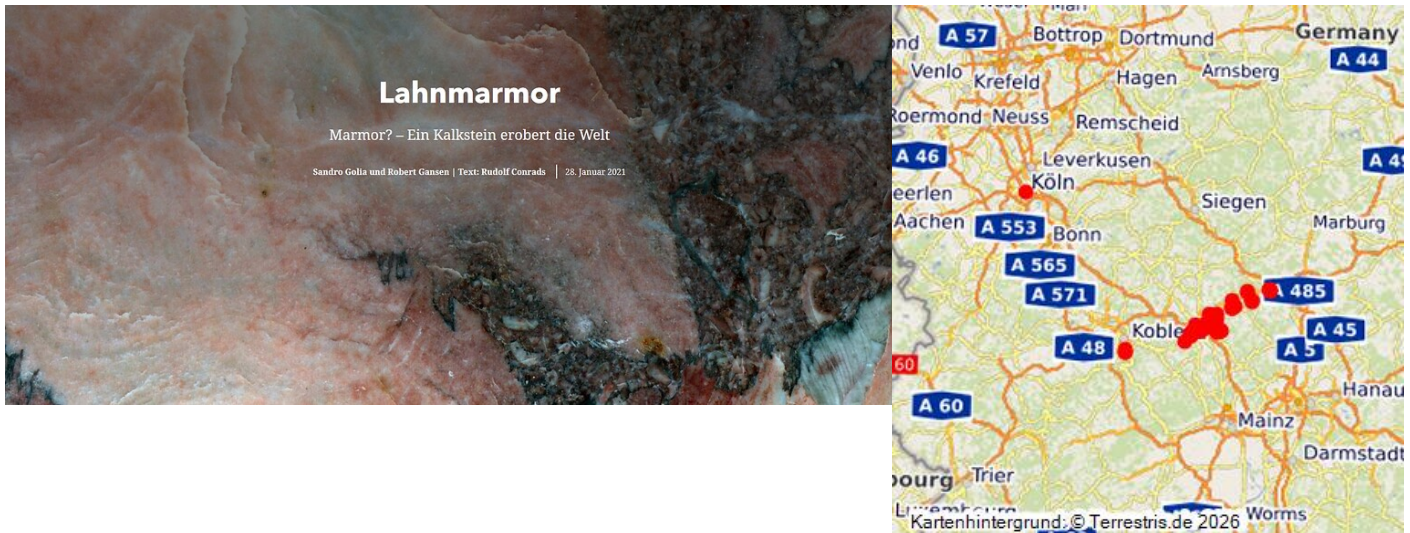 Lahnmarmor
Marmor? – Ein Kalkstein erobert die Welt
Sandro Golia und Robert Gansen | Text: Rudolf Conrads | 28. Januar 2021
A 57
Bottrop
Dortmund
Germany
A 44
Venlo
Krefeld
Hagen
Arnsberg
Roermond
Neuss
Remscheid
A 46
Leverkusen
Köln
Siegen
Aachen
A 553
Bonn
Marburg
A 565
A 571
A 485
Koble
A 48
A 45
A 5
60
Hanau
A 60
Mainz
Darmstadt
Trier
Worms
Kartenhintergrund: © Terrestris.de 2026